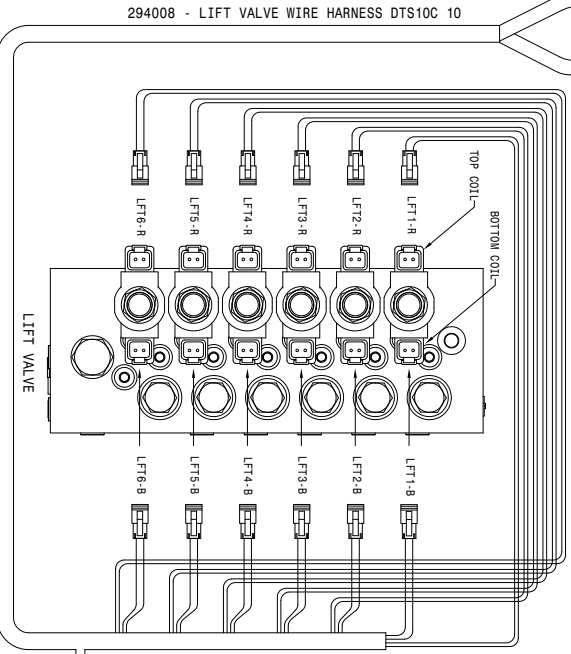 294008 - LIFT VALVE WIRE HARNESS DTS10C 10
TOP COIL
BOTTOM COIL
LFT6-R
LFT5-R
LFT4-R
LFT3-R
LFT2-R
LFT1-R
LIFT VALVE
LFT6-B
LFT5-B
LFT4-B
LFT3-B
LFT2-B
LFT1-B